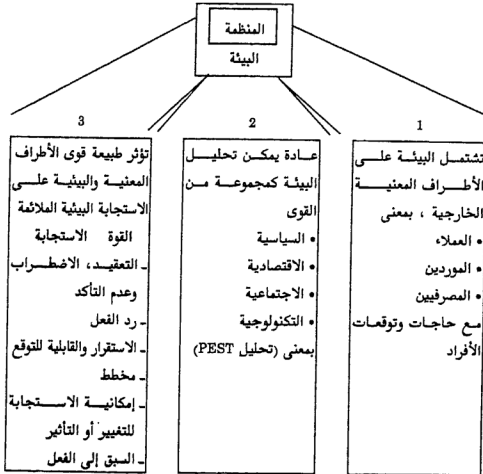 المنظمة
البيئة
1
تشتمل البيئة على
الأطراف المعنية
الخارجية ، بمعنى
• العملاء
• الموردين
• المصرفيين
مع حاجات وتوقعات
الأفراد
2
عادة يمكن تحليل
البيئة كمجموعة من
القوى
• السياسية
• الاقتصادية
• الاجتماعية
• التكنولوجية
بمعنى (تحليل PEST)
3
تؤثر طبيعة قوى الأطراف
المعنية والبيئية على
الاستجابة البيئية الملائمة
القوة الاستجابة
- التعقيد، الاضطراب
وعدم التأكد
- رد الفعل
- الاستقرار والقابلية للتوقع
- مخطط
- إمكانية الاستجابة
للتغيير أو التأثير
- السبق إلى الفعل